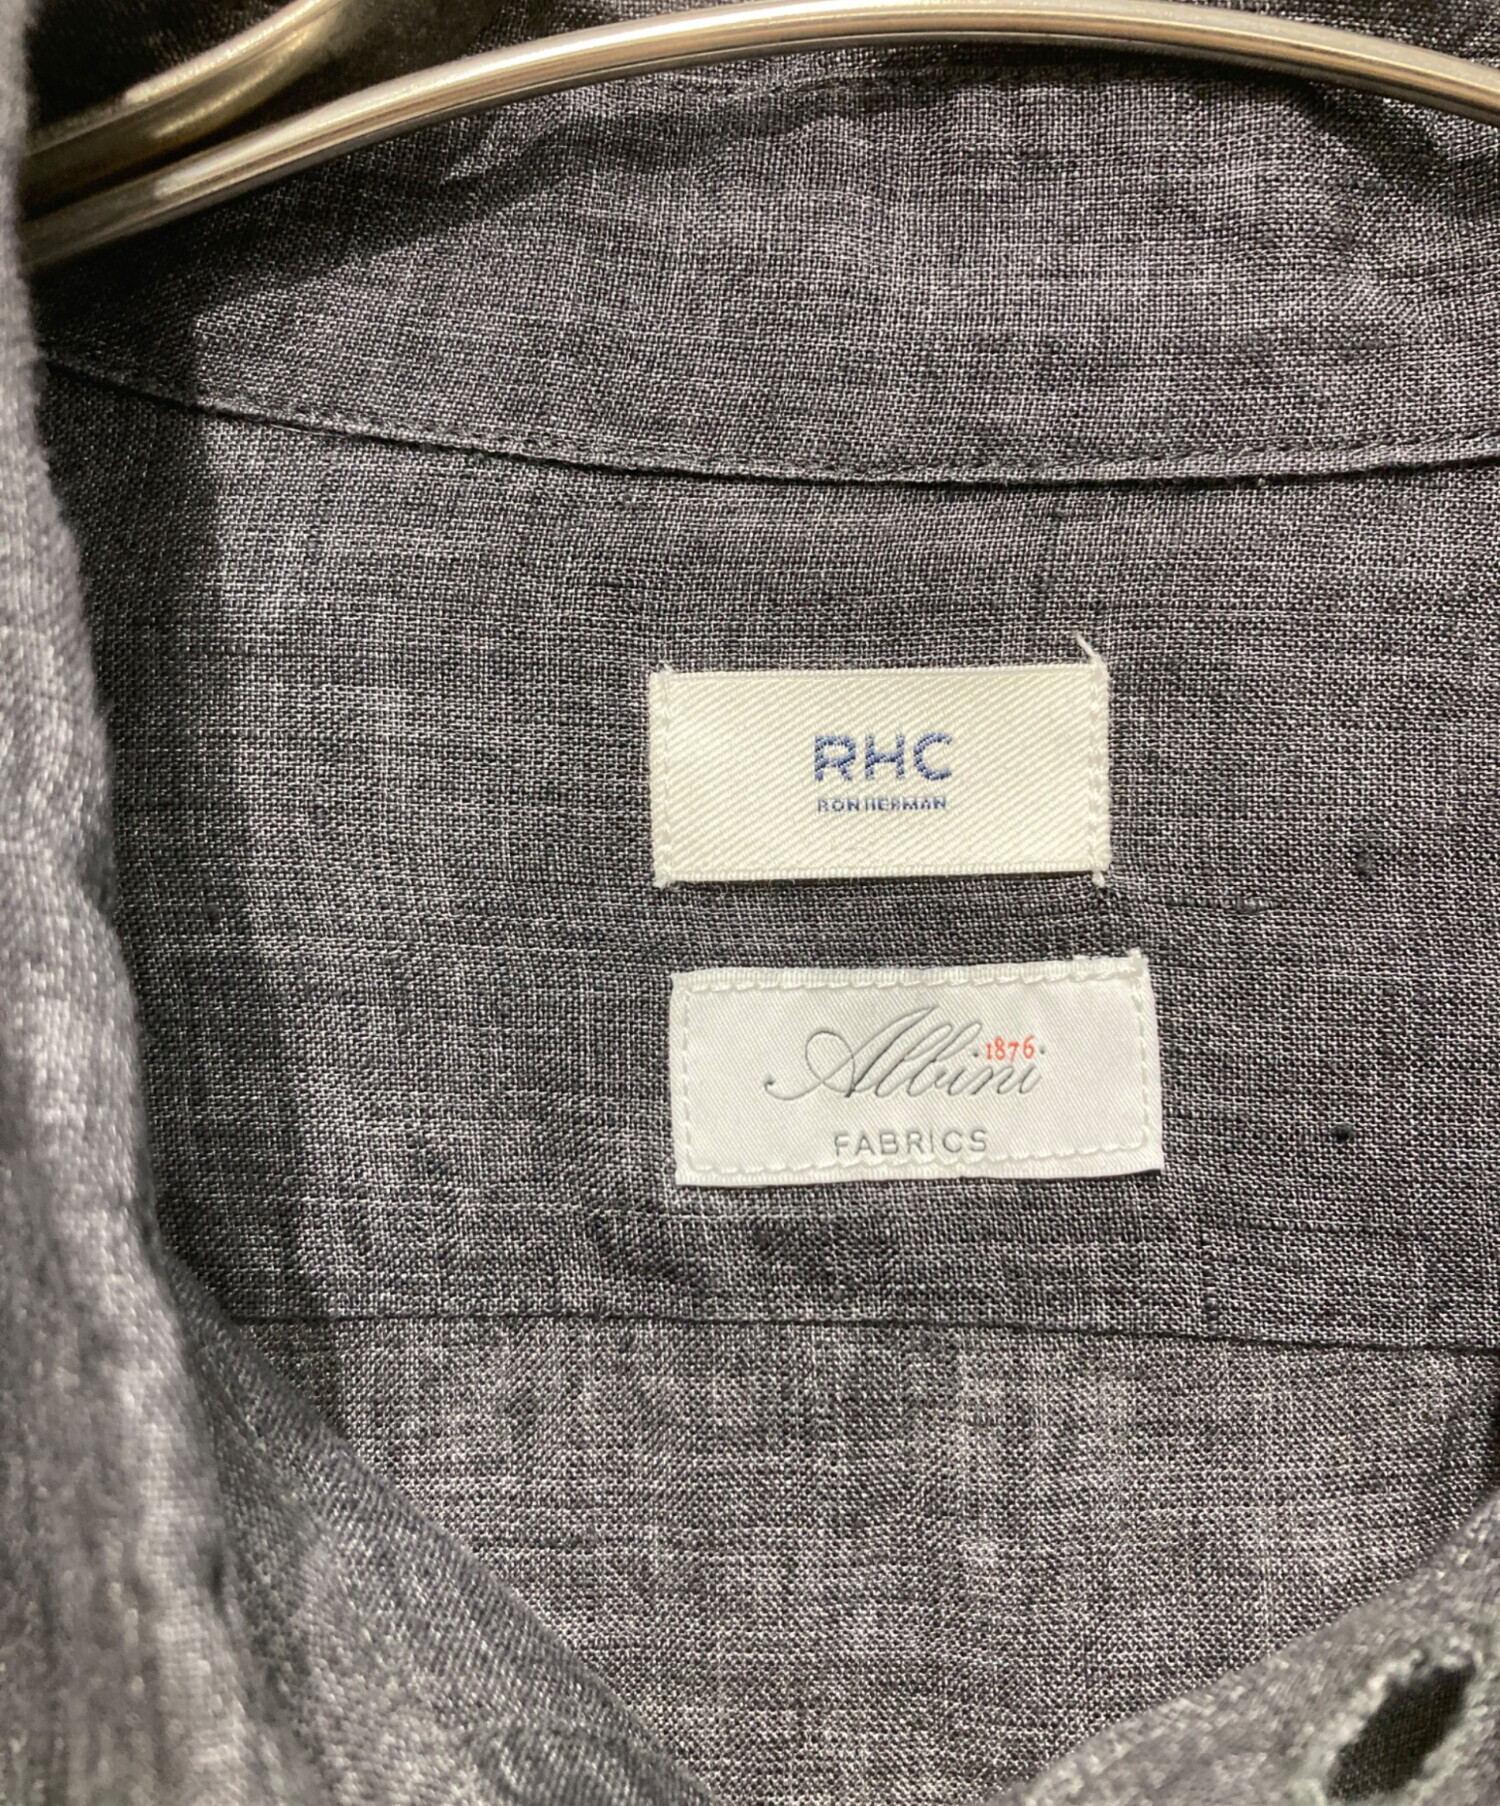 RHC
RON HERMAN
·1876·
Albini
FABRICS